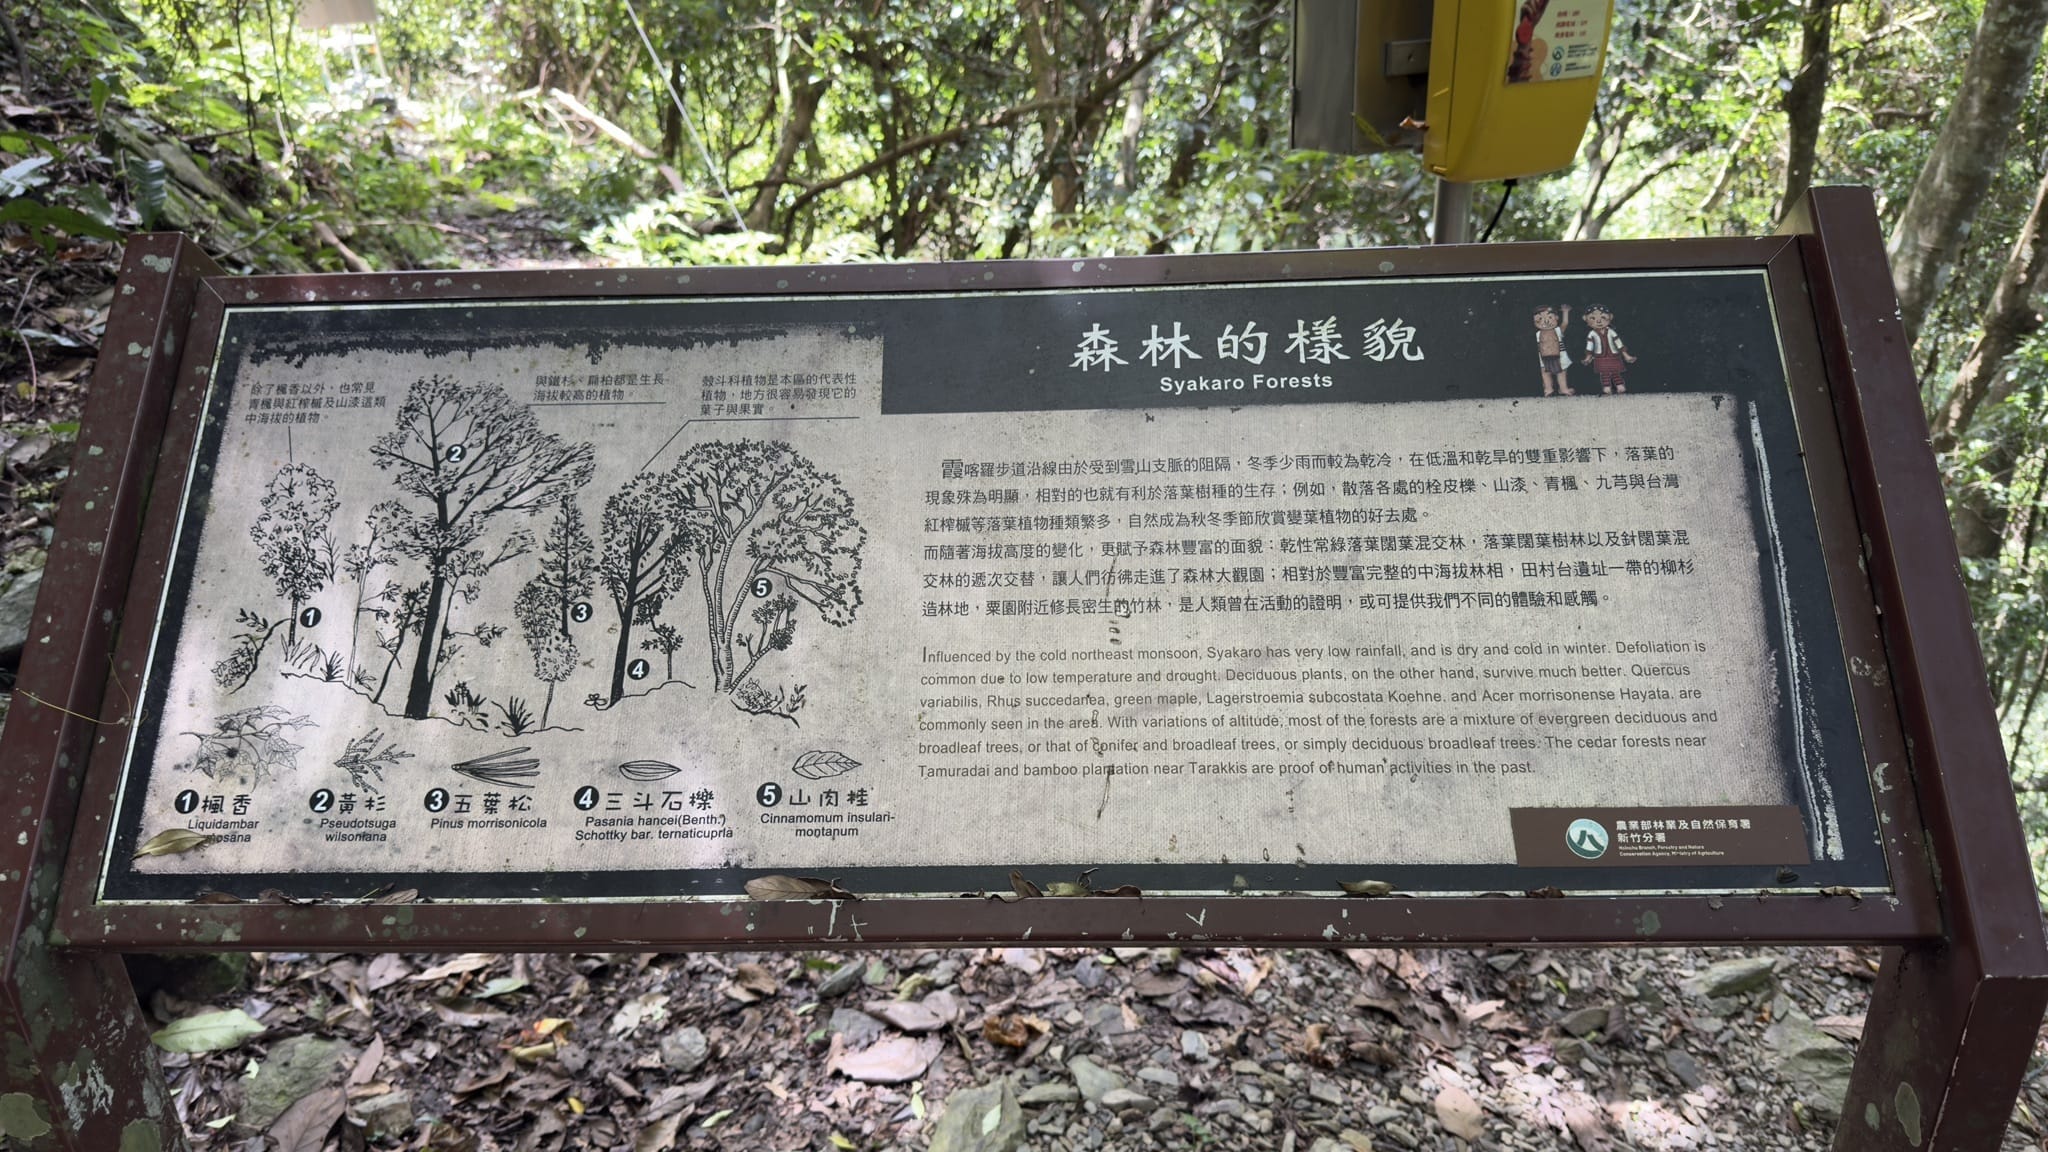 森林的樣貌
Syakaro Forests
除了楓香以外，也常見
青楓與紅榨槭及山漆這類
中海拔的植物。
與鐵杉、扁柏都是生長
海拔較高的植物。
殼斗科植物是本區的代表性
植物，地方很容易發現它的
葉子與果實。
1
2
3
4
5
1 楓香
Liquidambar
2 黃杉
Pseudotsuga
wilsoniana
3 五葉松
Pinus morrisonicola
4 三斗石櫟
Pasania hancei(Benth.)
Schottky bar. ternaticuprla
5 山肉桂
Cinnamomum insulari-
montanum
霞喀羅步道沿線由於受到雪山支脈的阻隔，冬季少雨而較為乾冷，在低溫和乾旱的雙重影響下，落葉的
現象殊為明顯，相對的也就有利於落葉樹種的生存；例如，散落各處的栓皮櫟、山漆、青楓、九芎與台灣
紅榨槭等落葉植物種類繁多，自然成為秋冬季節欣賞變葉植物的好去處。
而隨著海拔高度的變化，更賦予森林豐富的面貌：乾性常綠落葉闊葉混交林，落葉闊葉樹林以及針闊葉混
交林的遞次交替，讓人們彷彿走進了森林大觀園；相對於豐富完整的中海拔林相，田村台遺址一帶的柳杉
造林地，粟園附近修長密生的竹林，是人類曾在活動的證明，或可提供我們不同的體驗和感觸。
Influenced by the cold northeast monsoon, Syakaro has very low rainfall, and is dry and cold in winter. Defoliation is
common due to low temperature and drought. Deciduous plants, on the other hand, survive much better. Quercus
variabilis, Rhus succedanea, green maple, Lagerstroemia subcostata Koehne, and Acer morrisonense Hayata, are
commonly seen in the area. With variations of altitude, most of the forests are a mixture of evergreen deciduous and
broadleaf trees, or that of conifer and broadleaf trees, or simply deciduous broadleaf trees. The cedar forests near
Tamuradai and bamboo plantation near Tarakkis are proof of human activities in the past.
農業部林業及自然保育署
新竹分署
Hsinchu Branch, Forestry and Nature
Conservation Agency, Ministry of Agriculture